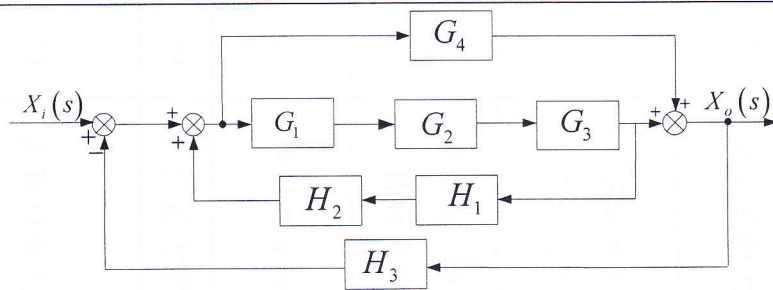 G₄
Xᵢ(s) + − + + G₁ G₂ G₃ + + Xₒ(s)
H₂ H₁
H₃